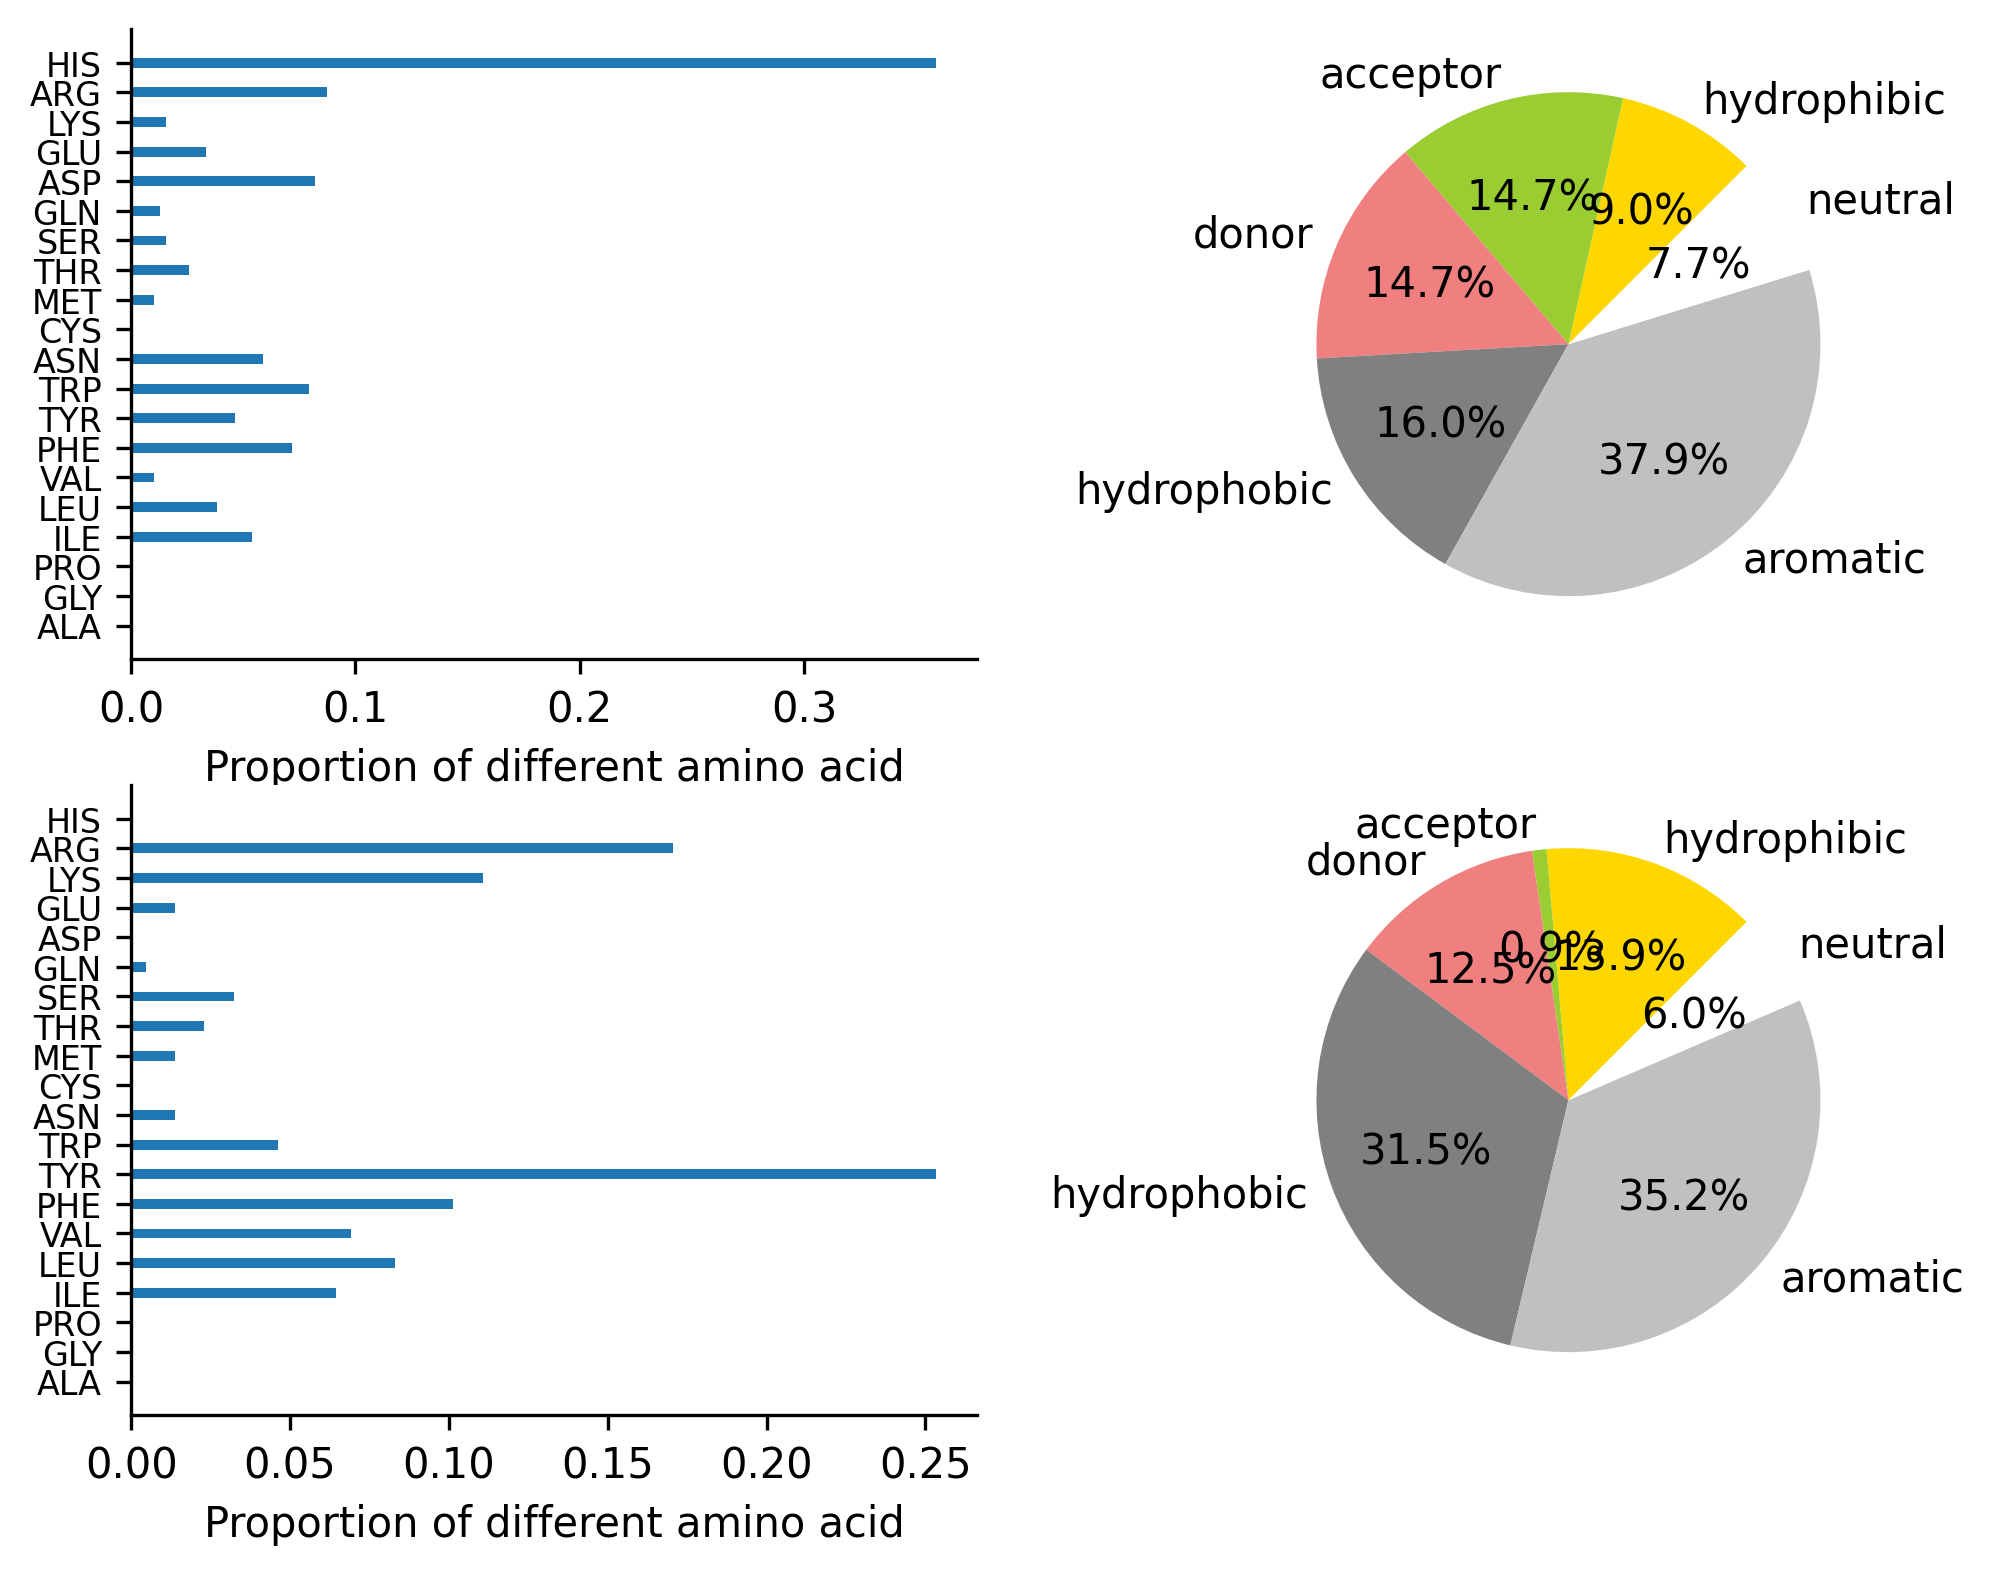 HIS
ARG
LYS
GLU
ASP
GLN
SER
THR
MET
CYS
ASN
TRP
TYR
PHE
VAL
LEU
ILE
PRO
GLY
ALA
0.0 0.1 0.2 0.3
Proportion of different amino acid
acceptor
hydrophibic
neutral
donor
hydrophobic
aromatic
14.7%
9.0%
7.7%
14.7%
16.0%
37.9%
HIS
ARG
LYS
GLU
ASP
GLN
SER
THR
MET
CYS
ASN
TRP
TYR
PHE
VAL
LEU
ILE
PRO
GLY
ALA
0.00 0.05 0.10 0.15 0.20 0.25
Proportion of different amino acid
acceptor
hydrophibic
donor
neutral
hydrophobic
aromatic
0.9%
13.9%
12.5%
6.0%
31.5%
35.2%